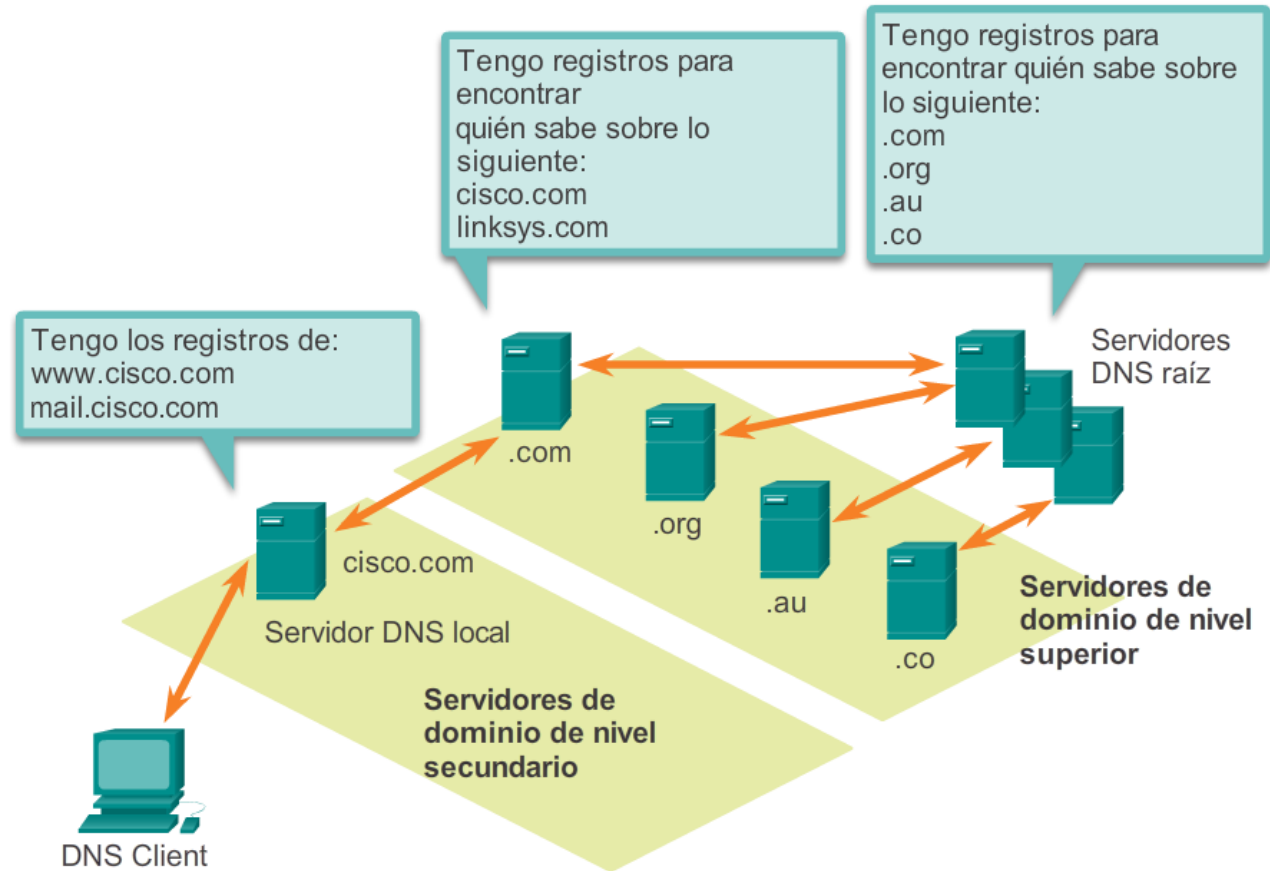 Tengo registros para
encontrar
quién sabe sobre lo
siguiente:
cisco.com
linksys.com
Tengo registros para
encontrar quién sabe sobre
lo siguiente:
.com
.org
.au
.co
Tengo los registros de:
www.cisco.com
mail.cisco.com
Servidores
DNS raíz
.com
.org
.au
.co
Servidores de
dominio de nivel
superior
cisco.com
Servidor DNS local
Servidores de
dominio de nivel
secundario
DNS Client